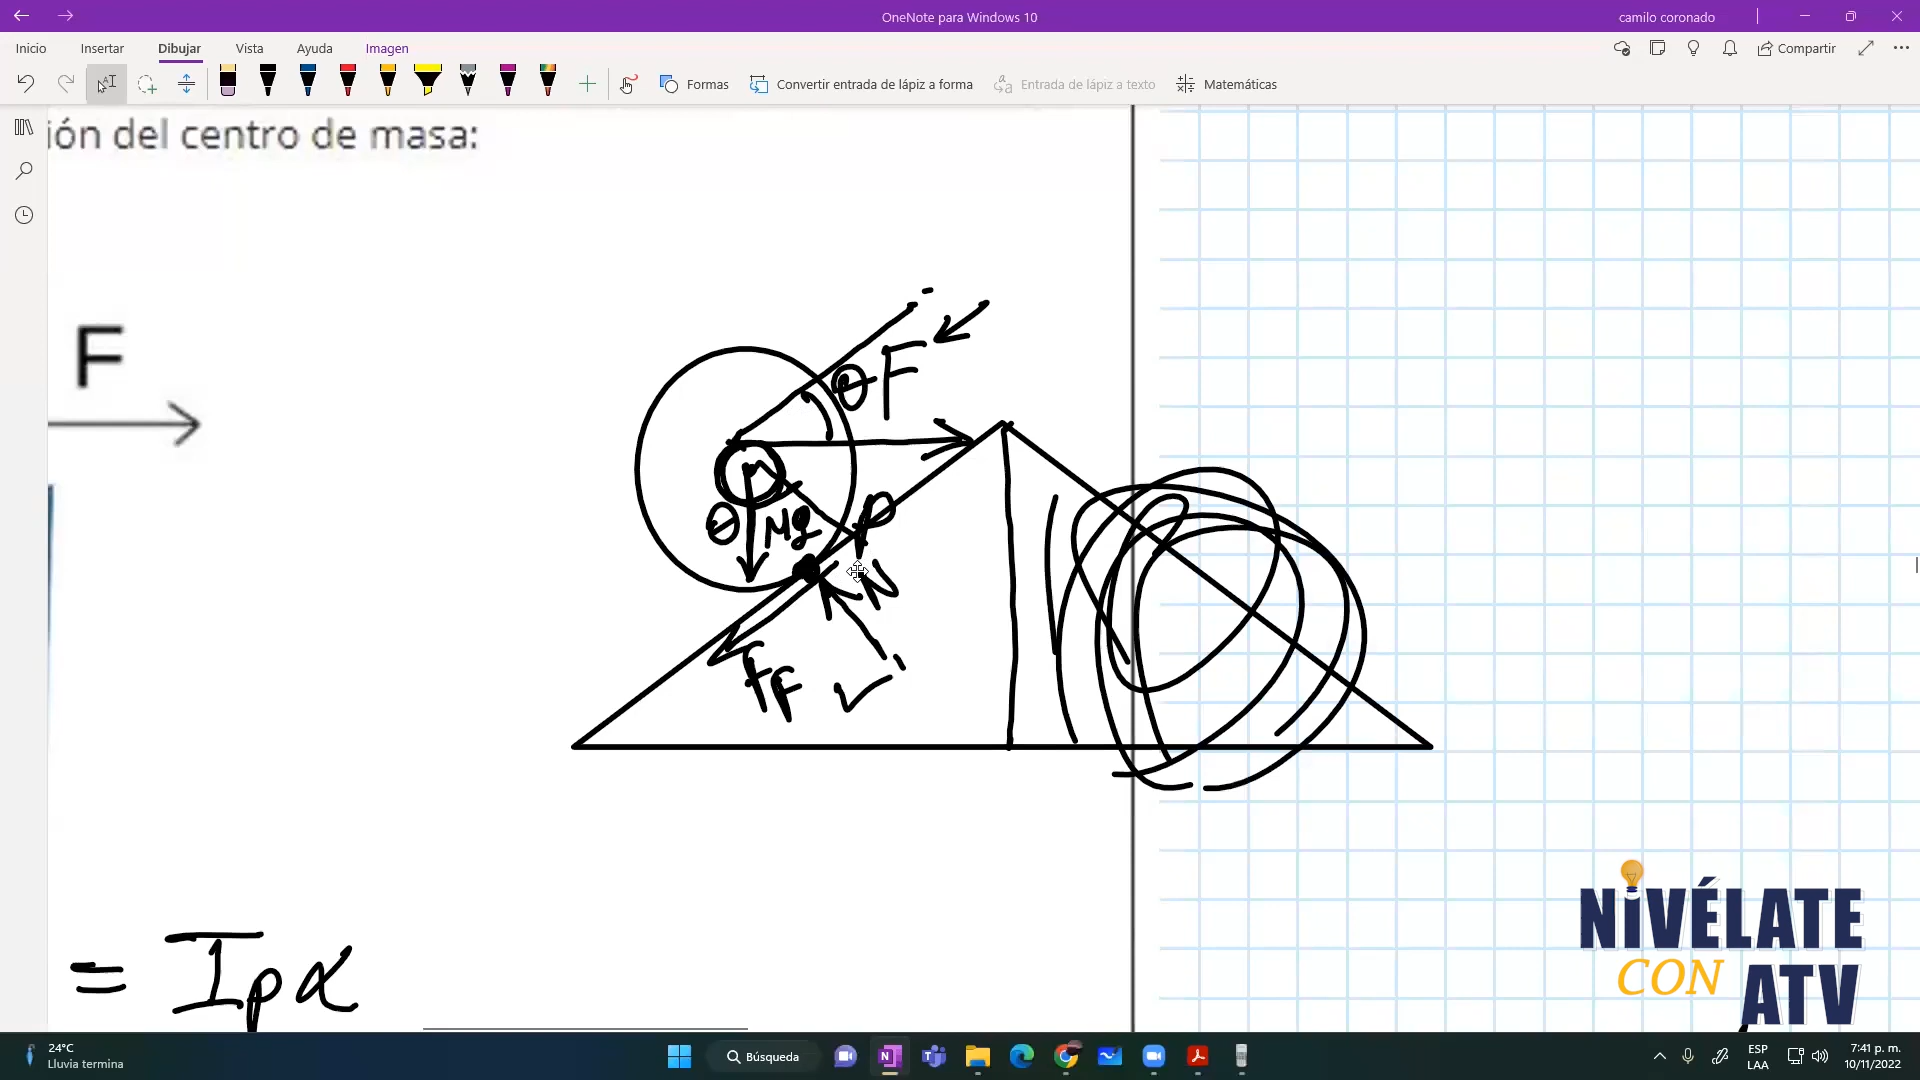 OneNote para Windows 10
camilo coronado
Inicio Insertar Dibujar Vista Ayuda Imagen
Compartir
Formas Convertir entrada de lápiz a forma Entrada de lápiz a texto Matemáticas
ión del centro de masa:
F
θ F
θ Mg P
N
FF
= Ipα
NIVÉLATE
CON
ATV
24°C
Lluvia termina
Búsqueda
ESP
LAA
7:41 p. m.
10/11/2022